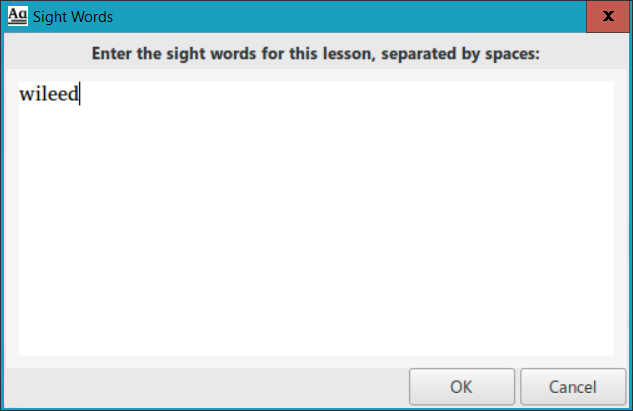 Aa Sight Words
Enter the sight words for this lesson, separated by spaces:
wileed
OK Cancel